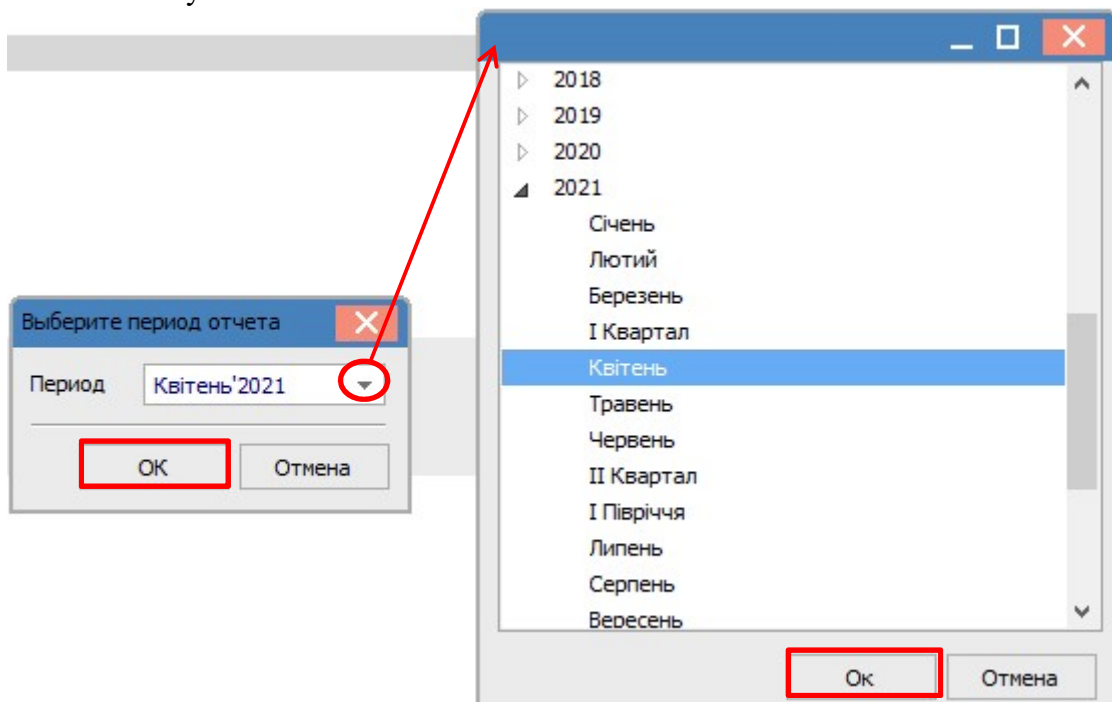 у
2018
2019
2020
2021
Січень
Лютий
Березень
I Квартал
Квітень
Травень
Червень
II Квартал
I Півріччя
Липень
Серпень
Вересень
Ок
Отмена
Выберите период отчета
Период
Квітень'2021
ОК
Отмена